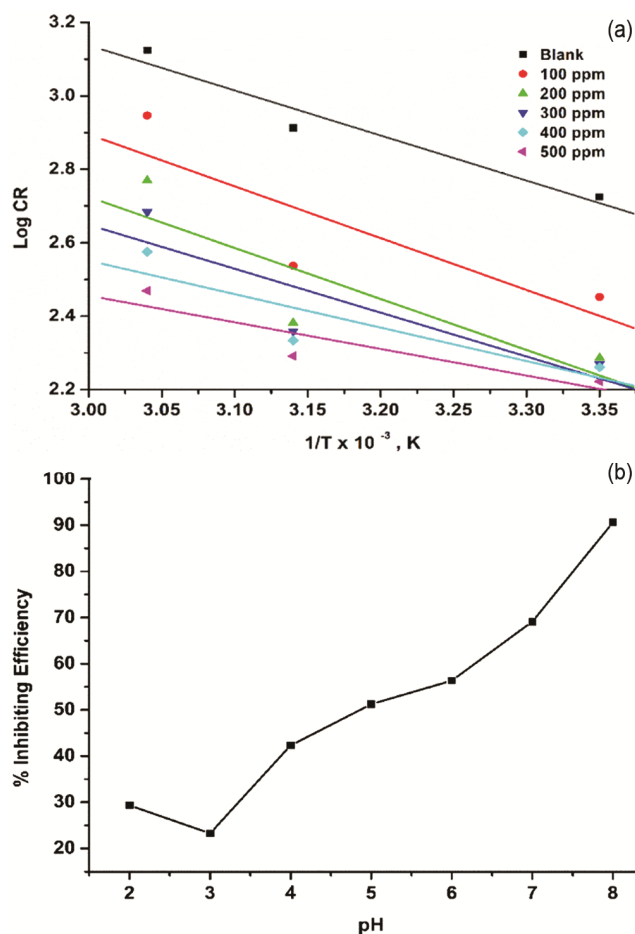 (a)
Blank
100 ppm
200 ppm
300 ppm
400 ppm
500 ppm
Log CR
3.2
3.0
2.8
2.6
2.4
2.2
3.00 3.05 3.10 3.15 3.20 3.25 3.30 3.35
1/T x 10 -3 , K
(b)
% Inhibiting Efficiency
100
90
80
70
60
50
40
30
20
2 3 4 5 6 7 8
pH